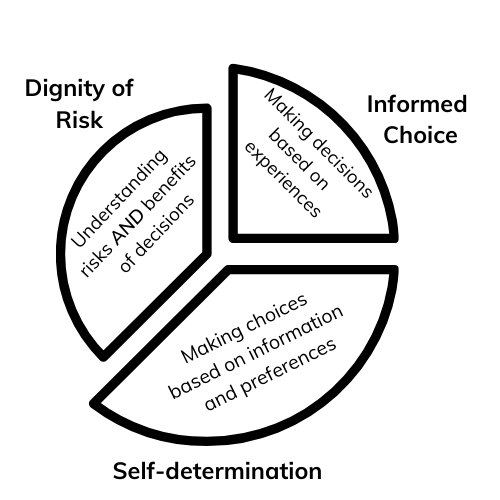 Dignity of
Risk
Understanding
risks AND benefits
of decisions
Informed
Choice
Making decisions
based on
experiences
Making choices
based on information
and preferences
Self-determination